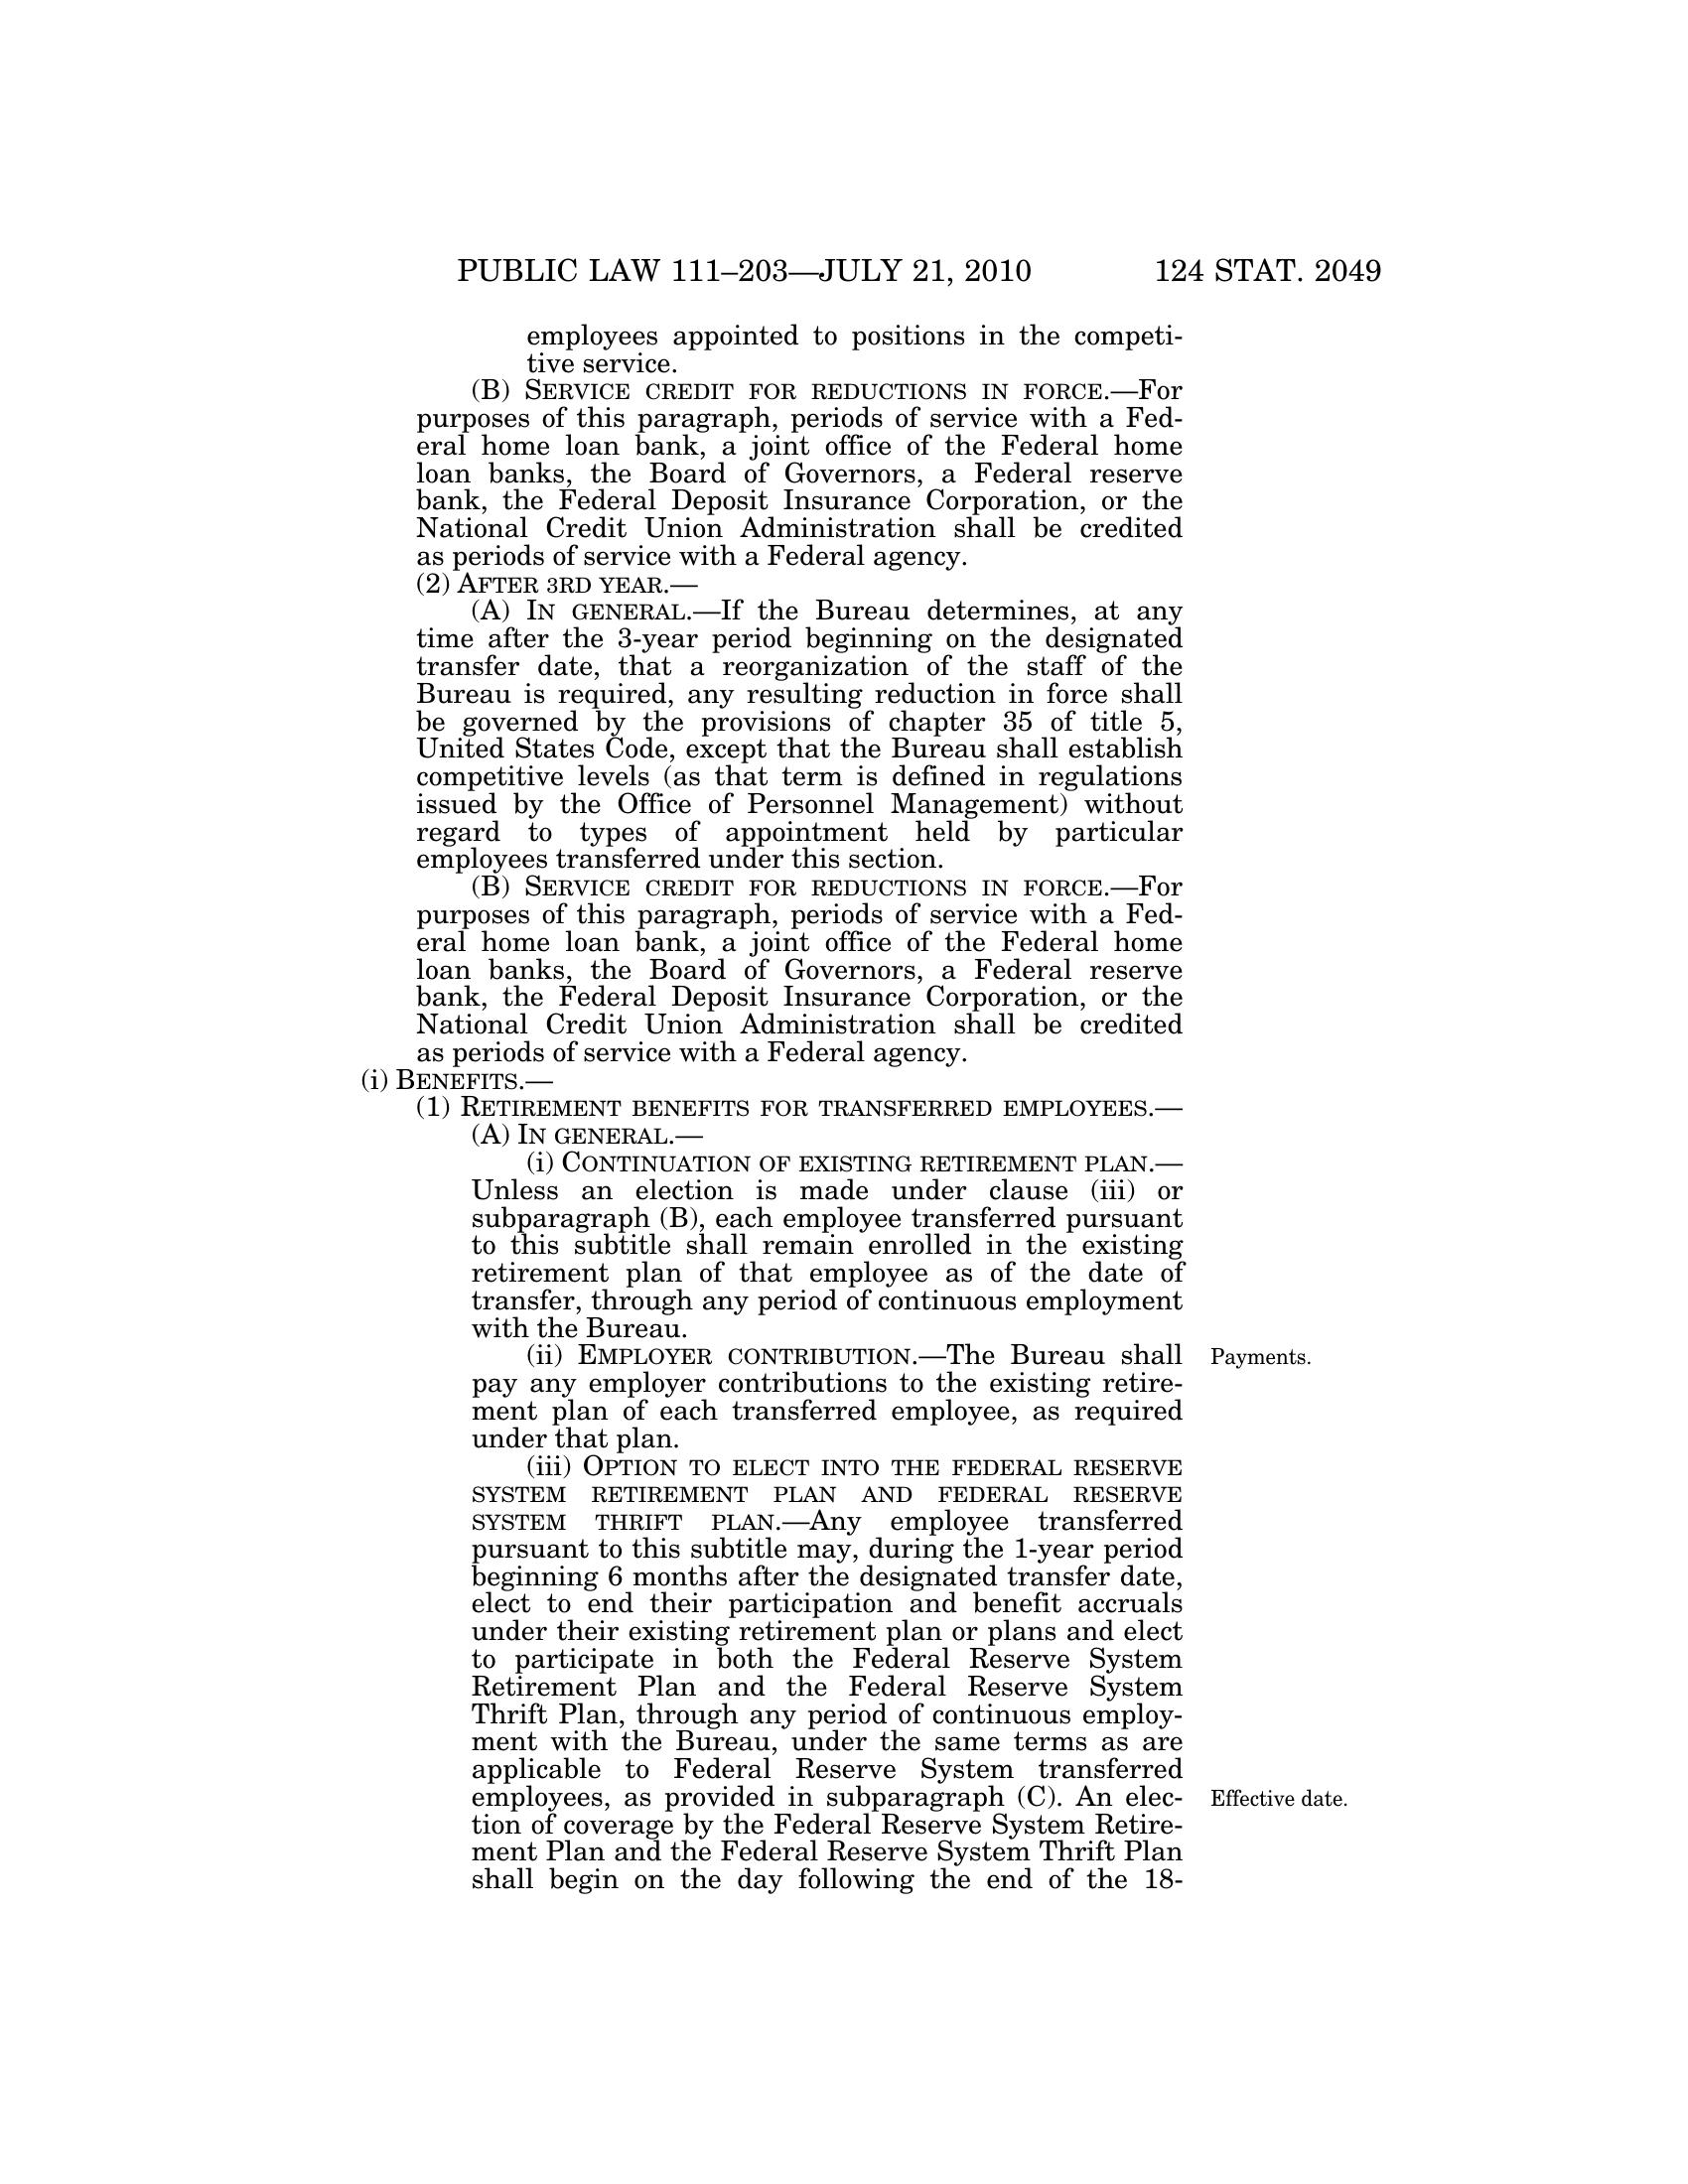 PUBLIC LAW 111–203—JULY 21, 2010 124 STAT. 2049
employees appointed to positions in the competi-
tive service.
(B) SERVICE CREDIT FOR REDUCTIONS IN FORCE.—For
purposes of this paragraph, periods of service with a Fed-
eral home loan bank, a joint office of the Federal home
loan banks, the Board of Governors, a Federal reserve
bank, the Federal Deposit Insurance Corporation, or the
National Credit Union Administration shall be credited
as periods of service with a Federal agency.
(2) AFTER 3RD YEAR.—
(A) IN GENERAL.—If the Bureau determines, at any
time after the 3-year period beginning on the designated
transfer date, that a reorganization of the staff of the
Bureau is required, any resulting reduction in force shall
be governed by the provisions of chapter 35 of title 5,
United States Code, except that the Bureau shall establish
competitive levels (as that term is defined in regulations
issued by the Office of Personnel Management) without
regard to types of appointment held by particular
employees transferred under this section.
(B) SERVICE CREDIT FOR REDUCTIONS IN FORCE.—For
purposes of this paragraph, periods of service with a Fed-
eral home loan bank, a joint office of the Federal home
loan banks, the Board of Governors, a Federal reserve
bank, the Federal Deposit Insurance Corporation, or the
National Credit Union Administration shall be credited
as periods of service with a Federal agency.
(i) BENEFITS.—
(1) RETIREMENT BENEFITS FOR TRANSFERRED EMPLOYEES.—
(A) IN GENERAL.—
(i) CONTINUATION OF EXISTING RETIREMENT PLAN.—
Unless an election is made under clause (iii) or
subparagraph (B), each employee transferred pursuant
to this subtitle shall remain enrolled in the existing
retirement plan of that employee as of the date of
transfer, through any period of continuous employment
with the Bureau.
(ii) EMPLOYER CONTRIBUTION.—The Bureau shall
pay any employer contributions to the existing retire-
ment plan of each transferred employee, as required
under that plan.
(iii) OPTION TO ELECT INTO THE FEDERAL RESERVE
SYSTEM RETIREMENT PLAN AND FEDERAL RESERVE
SYSTEM THRIFT PLAN.—Any employee transferred
pursuant to this subtitle may, during the 1-year period
beginning 6 months after the designated transfer date,
elect to end their participation and benefit accruals
under their existing retirement plan or plans and elect
to participate in both the Federal Reserve System
Retirement Plan and the Federal Reserve System
Thrift Plan, through any period of continuous employ-
ment with the Bureau, under the same terms as are
applicable to Federal Reserve System transferred
employees, as provided in subparagraph (C). An elec-
tion of coverage by the Federal Reserve System Retire-
ment Plan and the Federal Reserve System Thrift Plan
shall begin on the day following the end of the 18-
Payments.
Effective date.